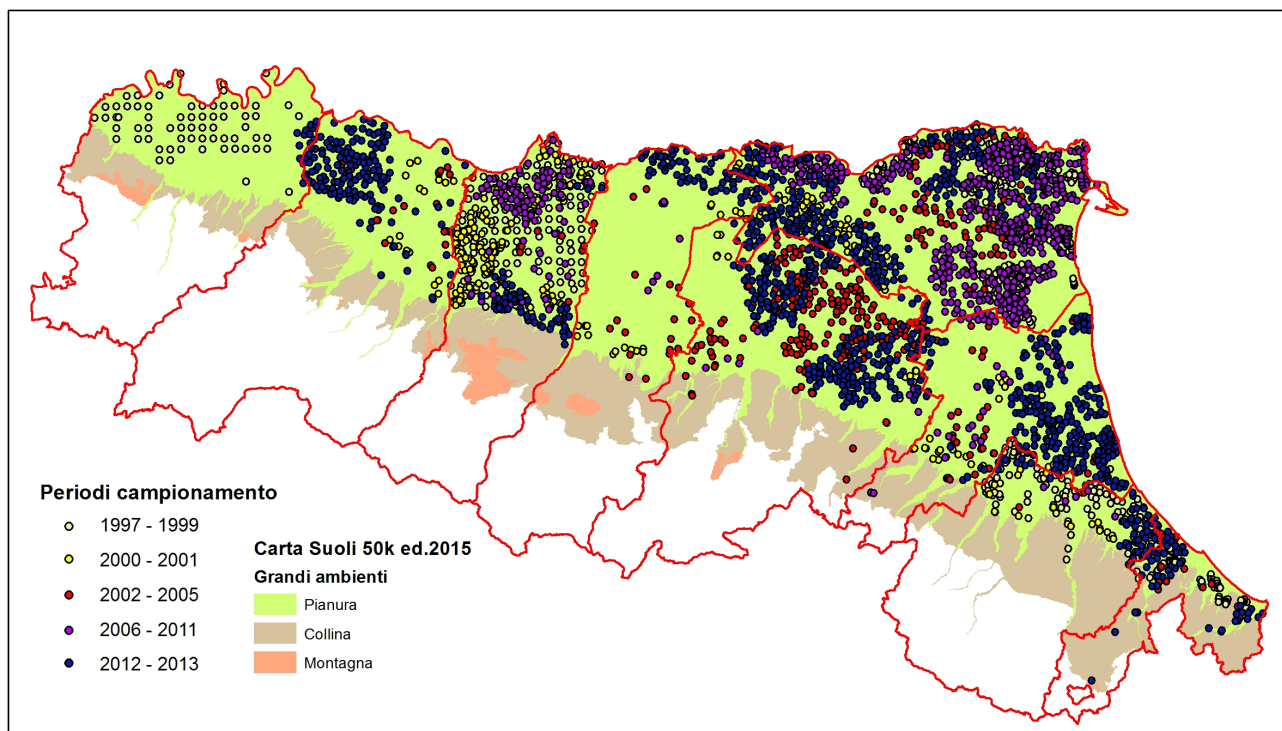 Periodi campionamento
1997 - 1999
2000 - 2001
2002 - 2005
2006 - 2011
2012 - 2013
Carta Suoli 50k ed.2015
Grandi ambienti
Pianura
Collina
Montagna